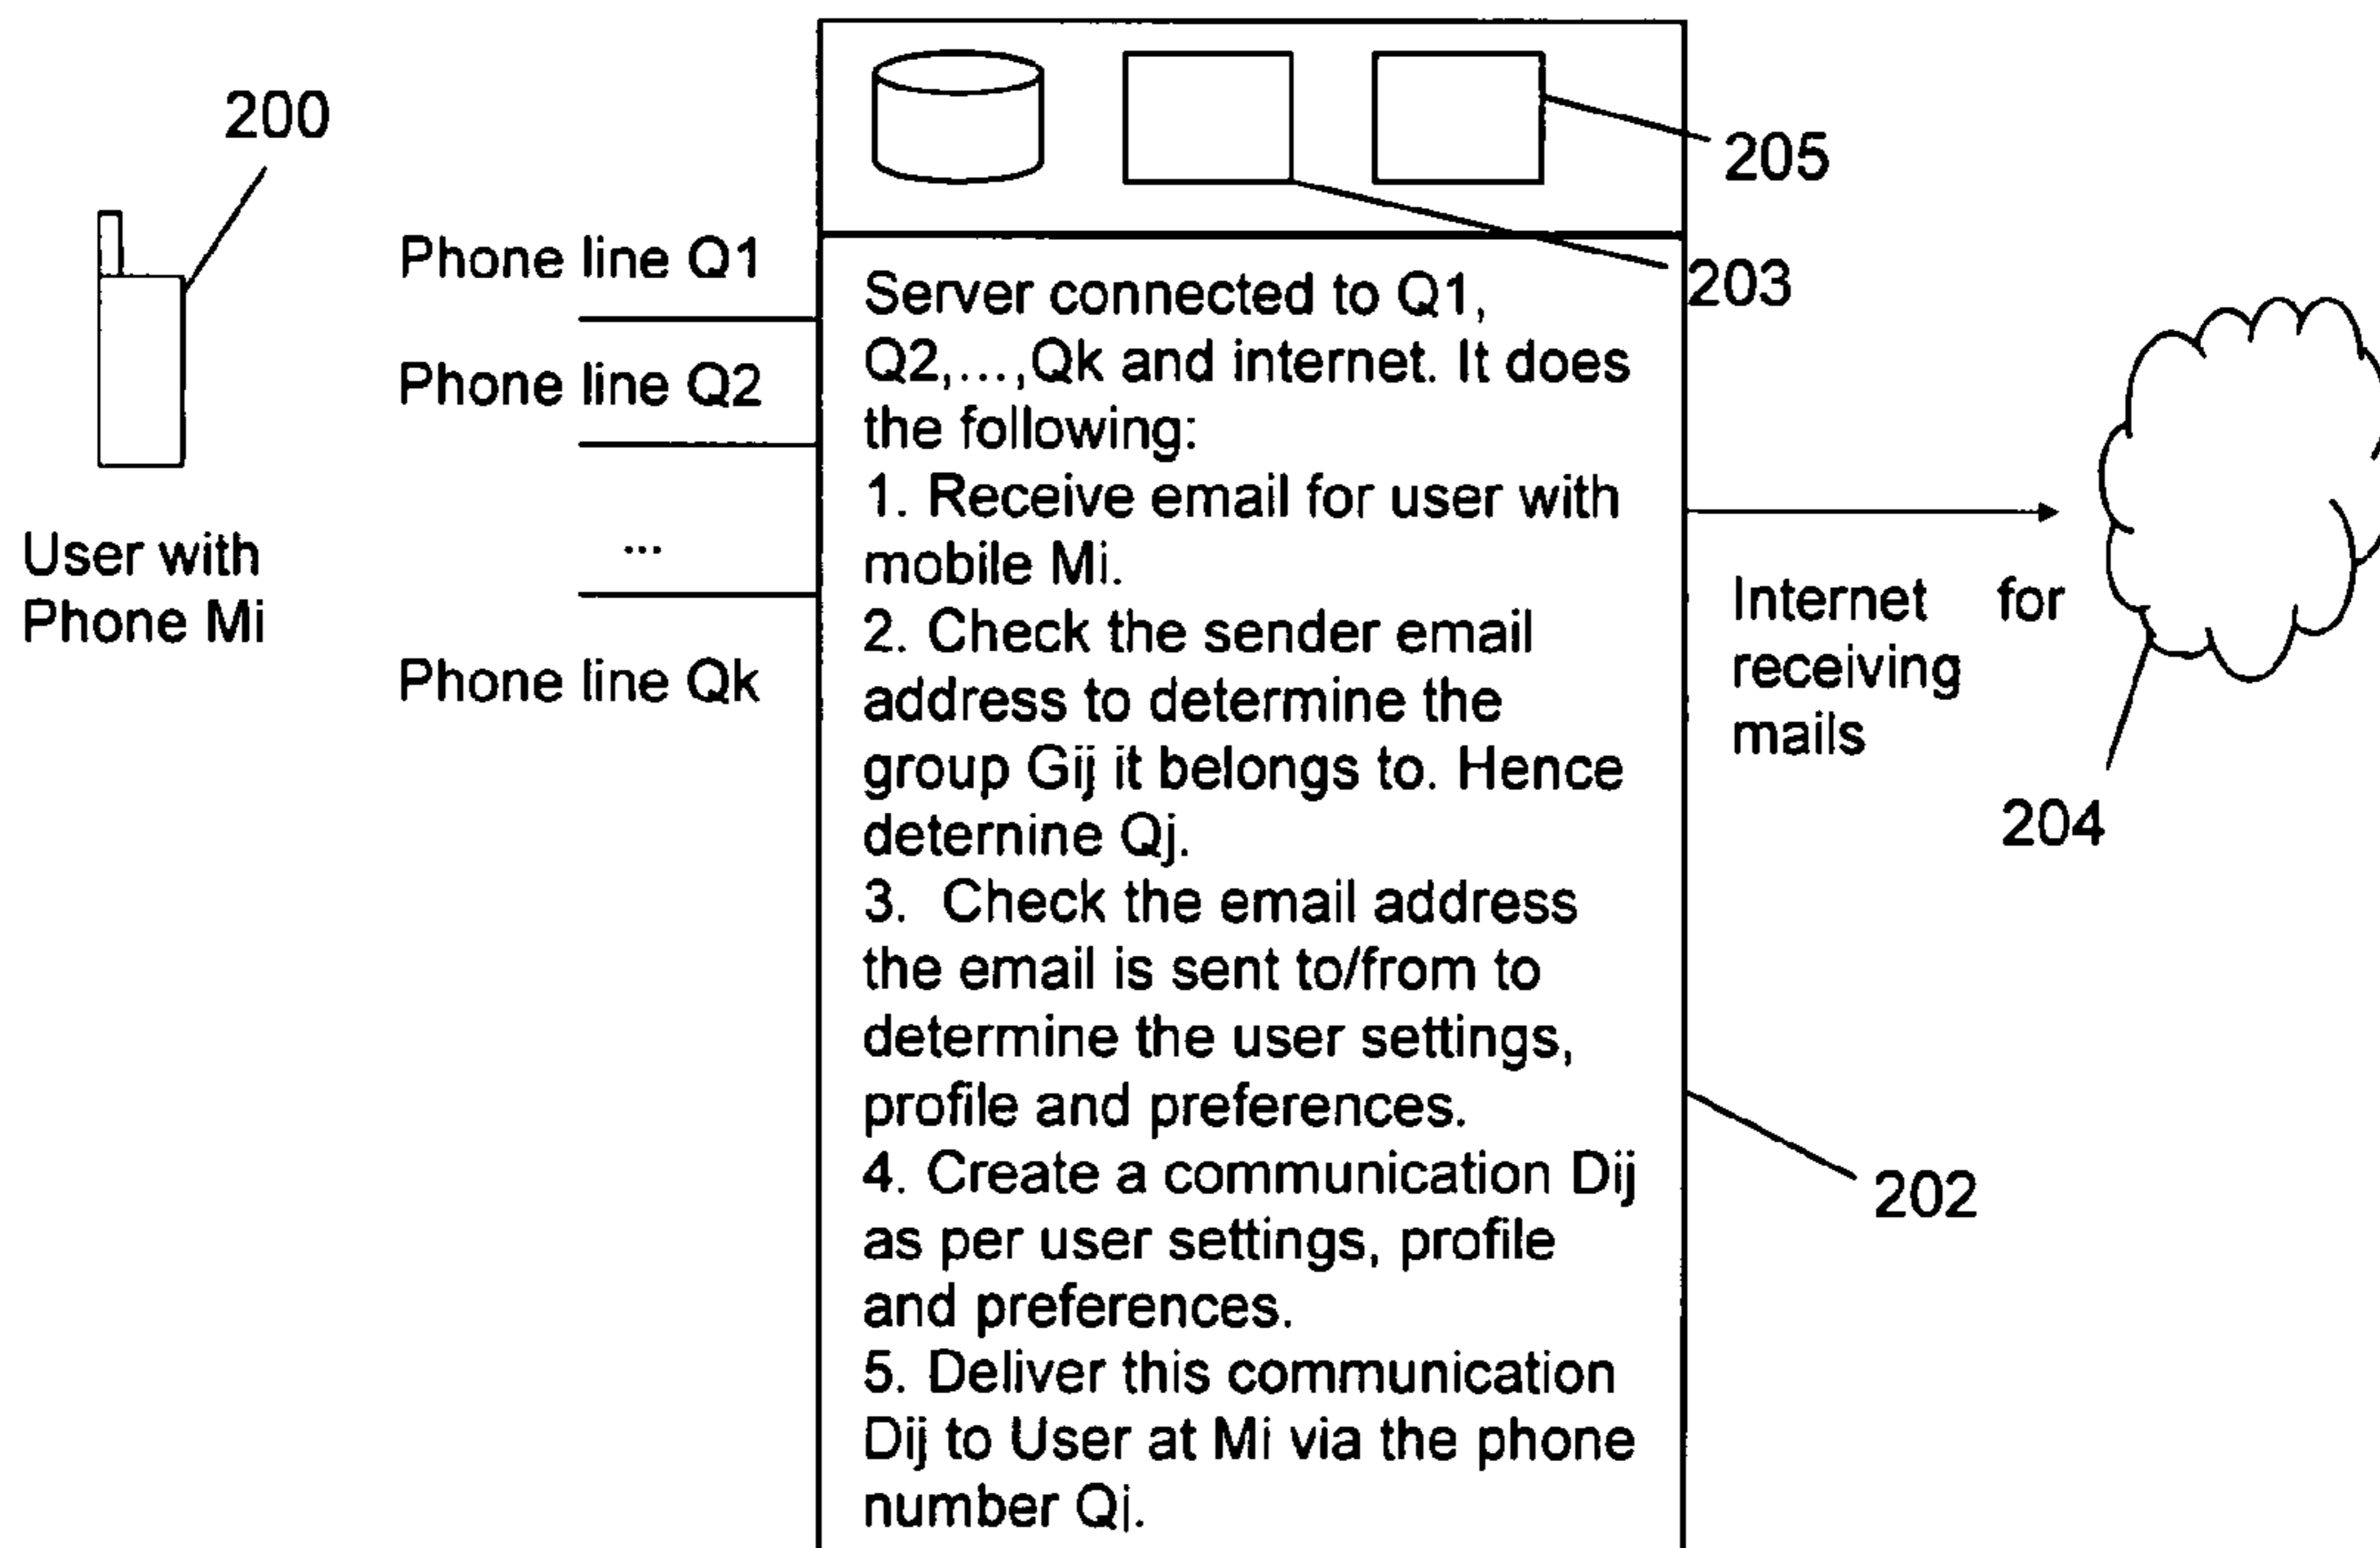 200
205
Phone line Q1
203
Server connected to Q1,
Q2,...,Qk and internet. It does
the following:
Phone line Q2
1. Receive email for user with
mobile Mi.
User with
Phone Mi
...
Phone line Qk
2. Check the sender email
address to determine the
group Gij it belongs to. Hence
deternine Qj.
3. Check the email address
the email is sent to/from to
determine the user settings,
profile and preferences.
4. Create a communication Dij
as per user settings, profile
and preferences.
5. Deliver this communication
Dij to User at Mi via the phone
number Qj.
Internet for
receiving
mails
204
202